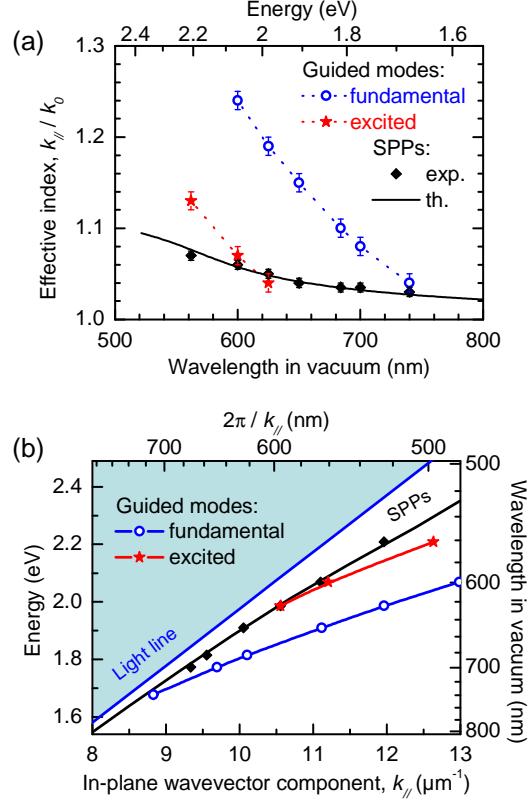 Energy (eV)
(a)
2.4 2.2 2 1.8 1.6
1.3
1.2
1.1
1.0
Effective index, k// / k0
Guided modes:
fundamental
excited
SPPs:
exp.
th.
500 600 700 800
Wavelength in vacuum (nm)
2π / k// (nm)
(b)
700 600 500
2.4
2.2
2.0
1.8
1.6
Energy (eV)
Guided modes:
fundamental
excited
SPPs
Light line
500
600
700
800
Wavelength in vacuum (nm)
8 9 10 11 12 13
In-plane wavevector component, k// (µm⁻¹)